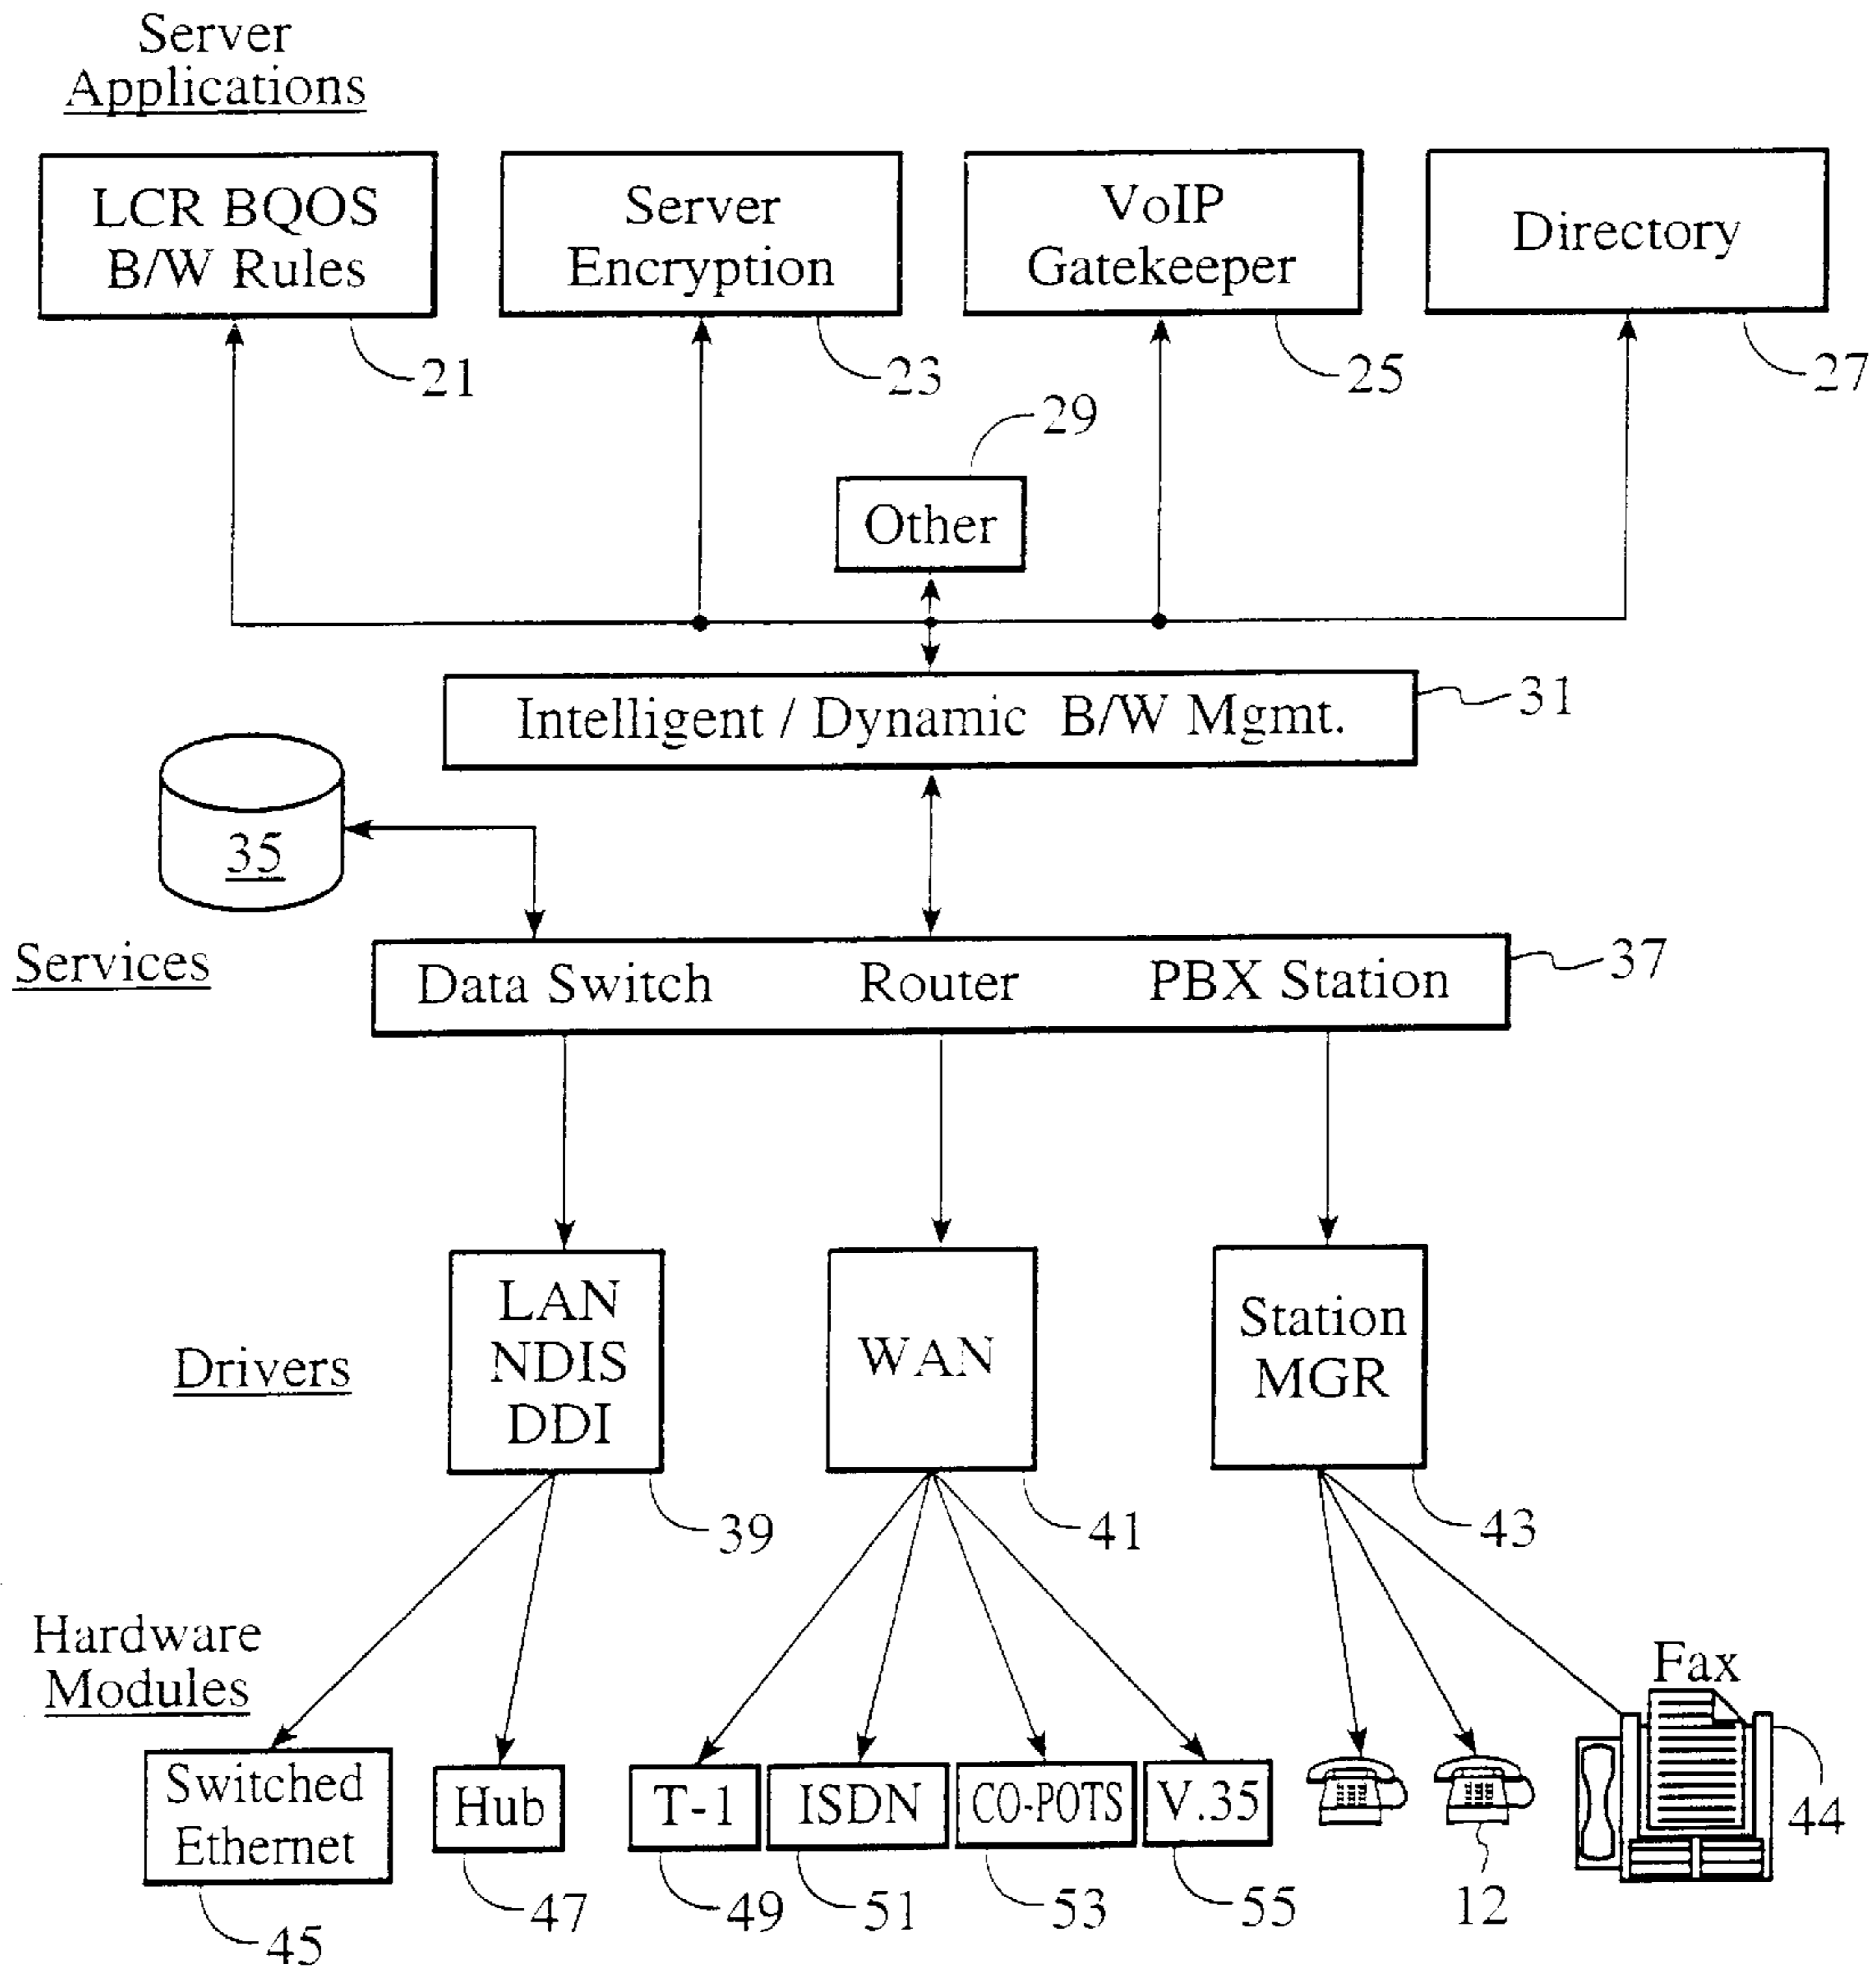 Server
Applications
LCR BQOS
B/W Rules
Server
Encryption
VoIP
Gatekeeper
Directory
21
23
25
27
29
Other
Intelligent / Dynamic B/W Mgmt.
31
35
Services
Data Switch Router PBX Station
37
Drivers
LAN
NDIS
DDI
WAN
Station
MGR
39
41
43
Hardware
Modules
Fax
Switched
Ethernet
Hub
T-1
ISDN
CO-POTS
V.35
44
45
47
49
51
53
55
12